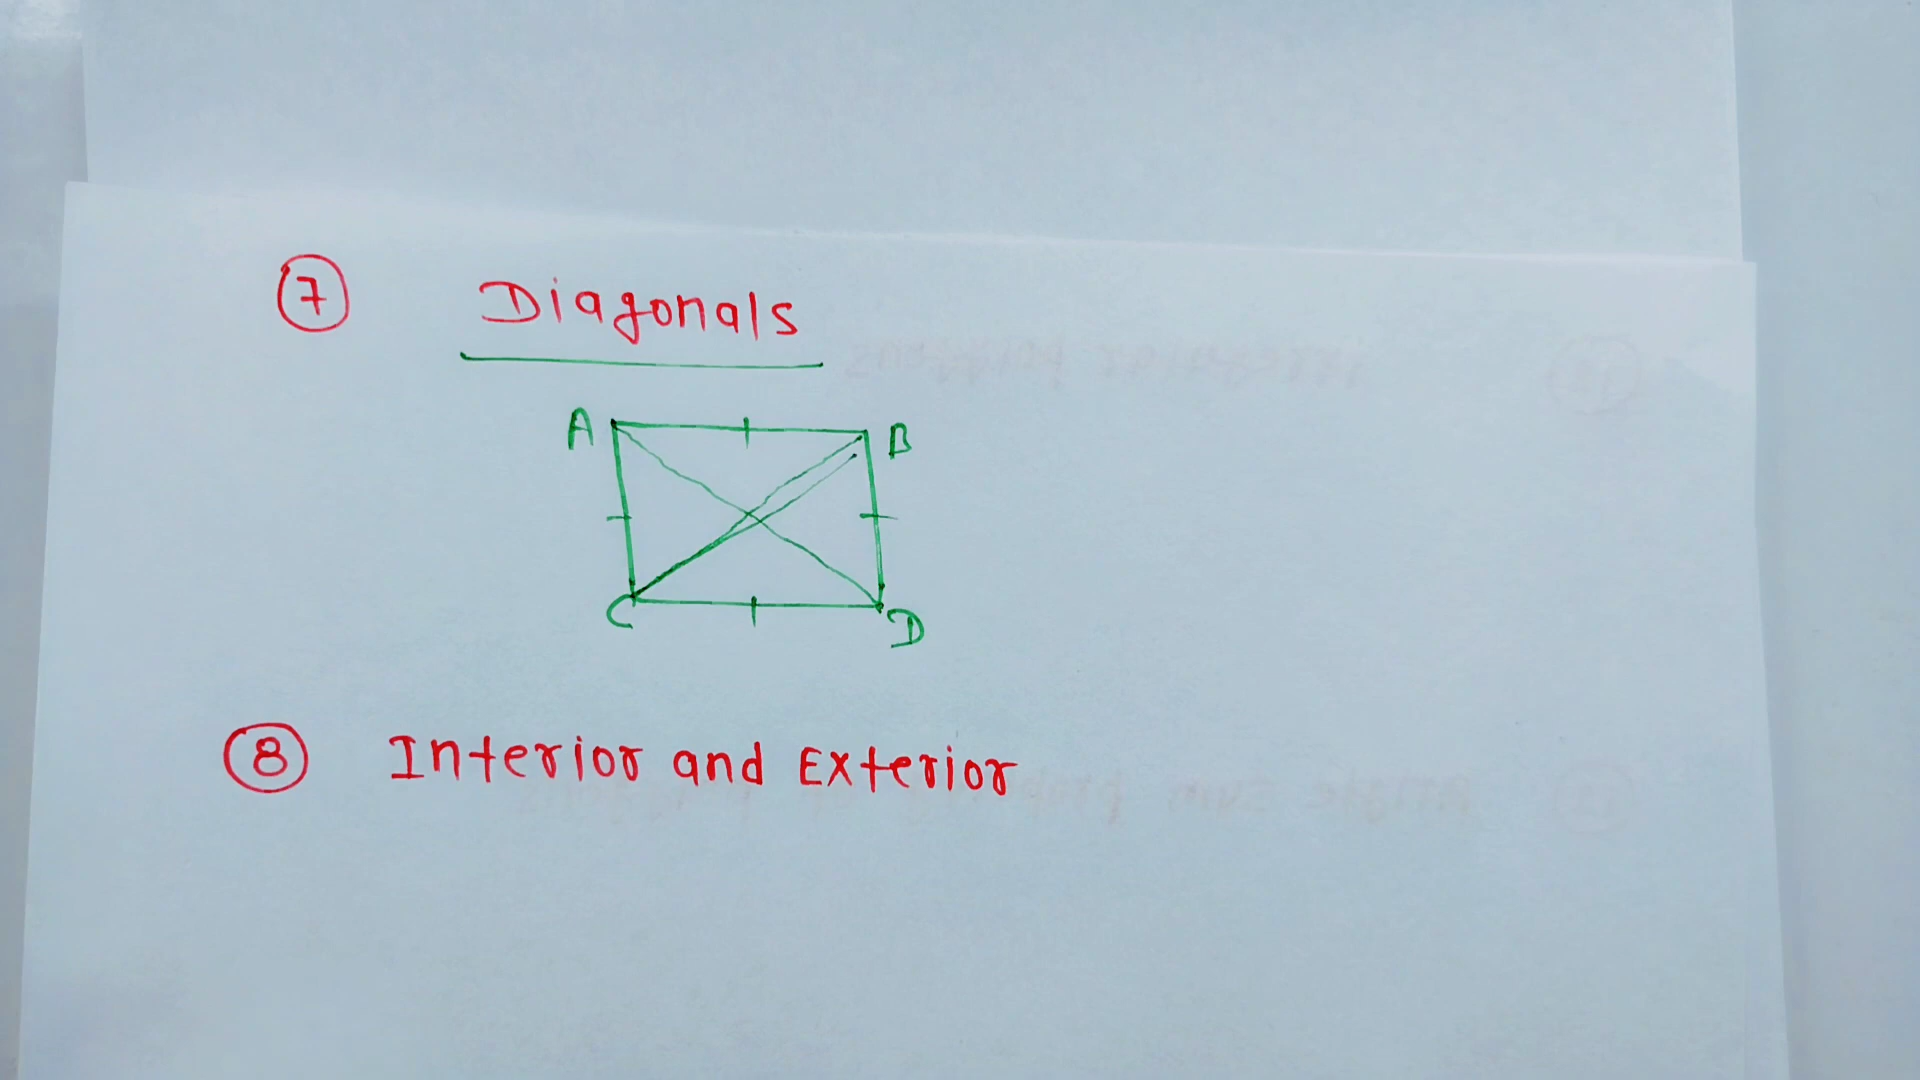 7 Diagonals
A B
C D
8 Interior and Exterior